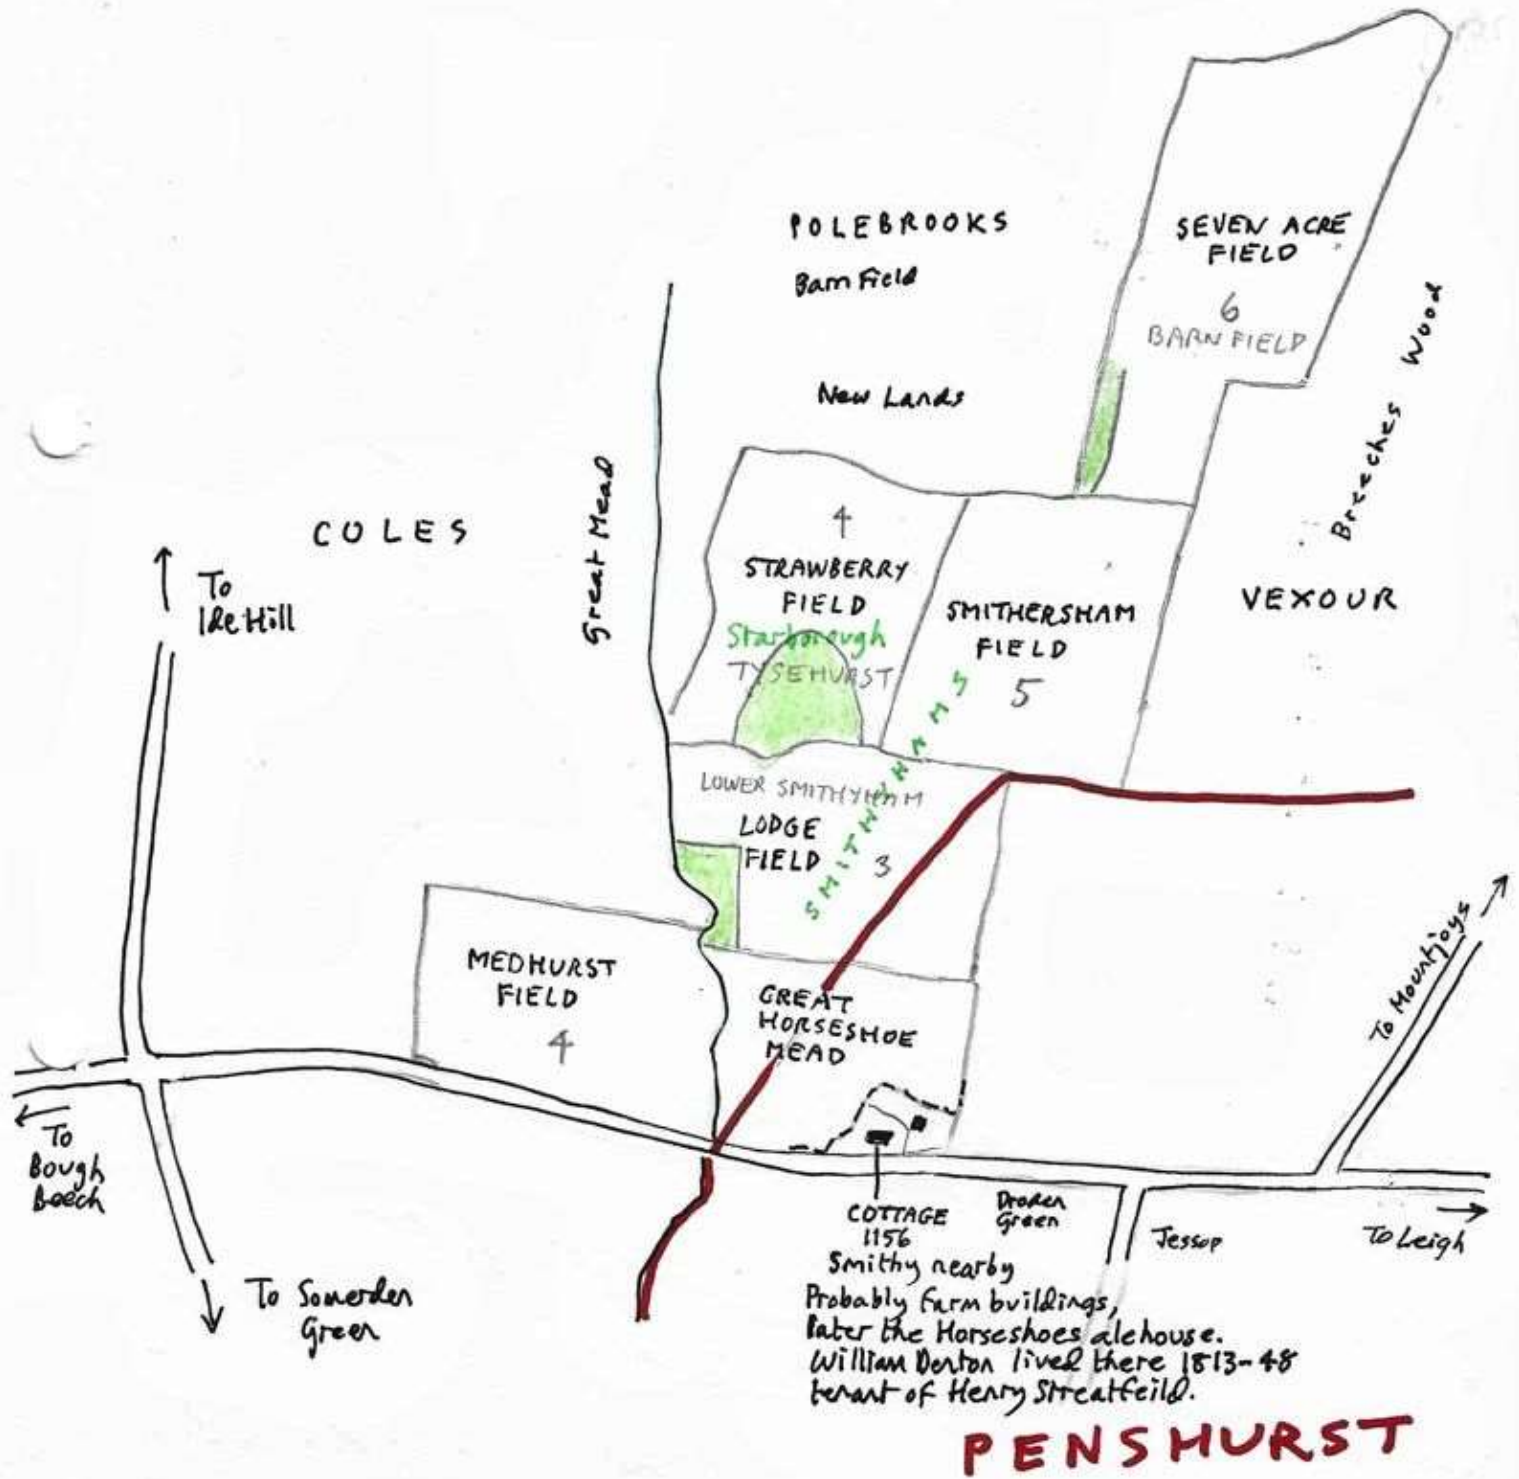 POLEBROOKS
Barn Field
New Lands
SEVEN ACRE
FIELD
6
BARN FIELD
Breeches Wood
COLES
Great Mead
To
Ide Hill
4
STRAWBERRY
FIELD
Starborough
TYSEHURST
SMITHERSHAM
FIELD
5
VEXOUR
SMITHYHAMS
LOWER SMITHYHAM
LODGE
FIELD
3
MEDHURST
FIELD
4
GREAT
HORSESHOE
MEAD
To Mountjoys
To
Bough
Beech
To Somerden
Green
COTTAGE
1156
Smithy nearby
Probably farm buildings,
later the Horseshoes alehouse.
William Denton lived there 1813-48
tenant of Henry Streatfeild.
Green
Jessop
To Leigh
PENSHURST